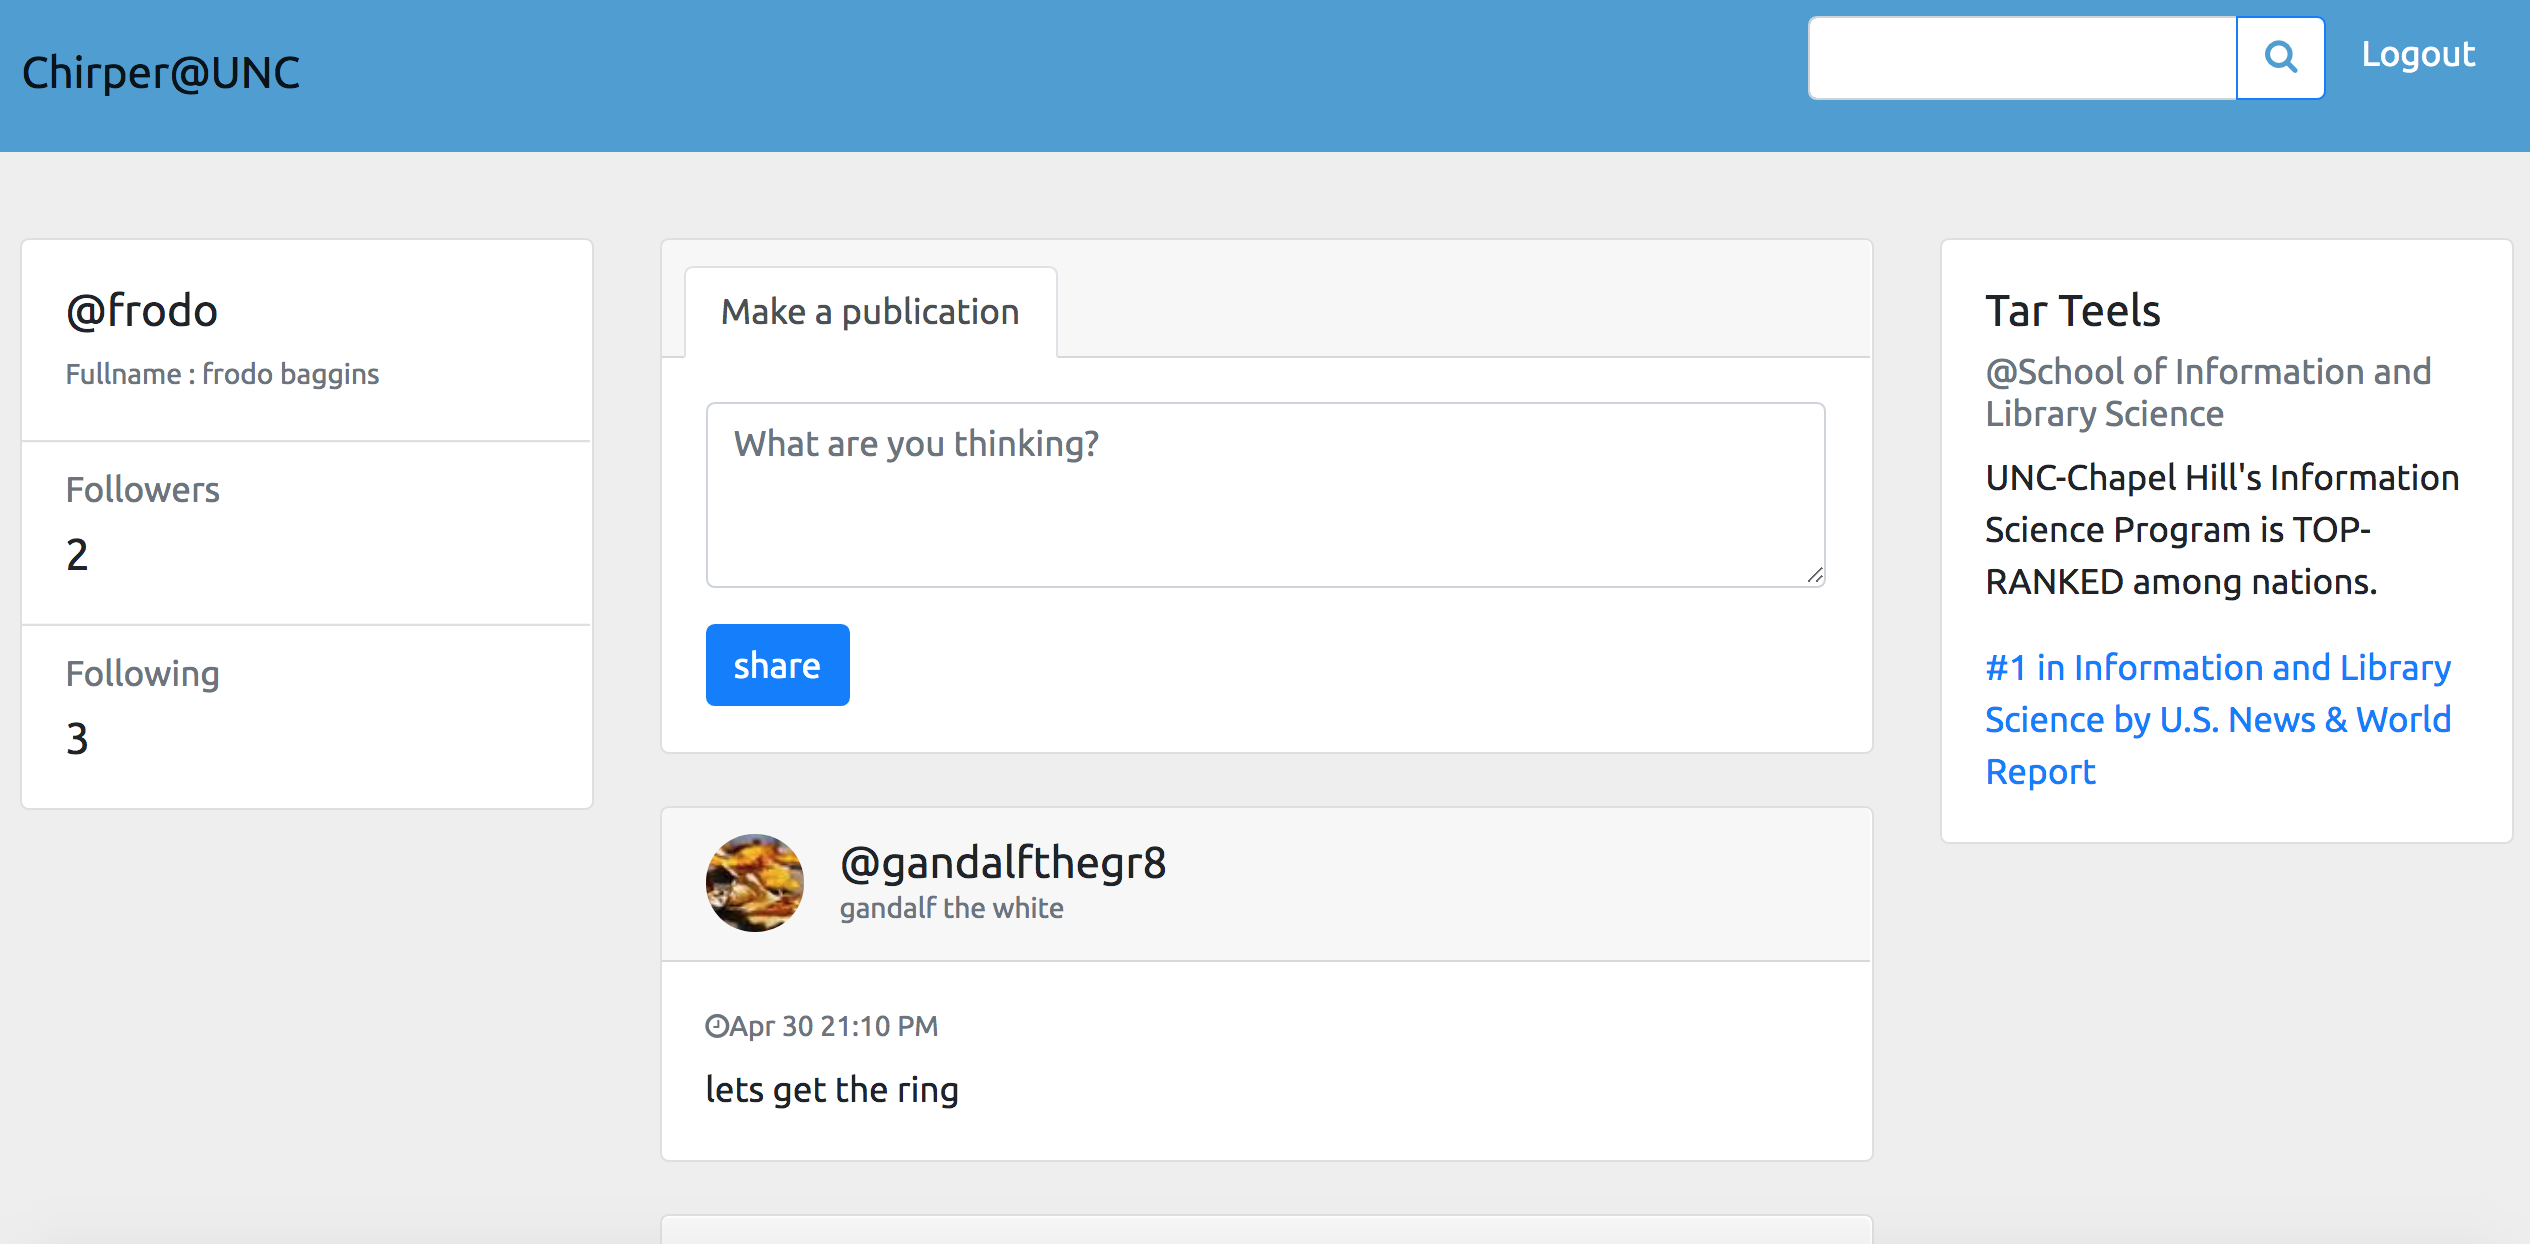 Chirper@UNC
Logout
@frodo
Fullname : frodo baggins
Followers
2
Following
3
Make a publication
What are you thinking?
share
@gandalfthegr8
gandalf the white
Apr 30 21:10 PM
lets get the ring
Tar Teels
@School of Information and
Library Science
UNC-Chapel Hill's Information
Science Program is TOP-
RANKED among nations.
#1 in Information and Library
Science by U.S. News & World
Report